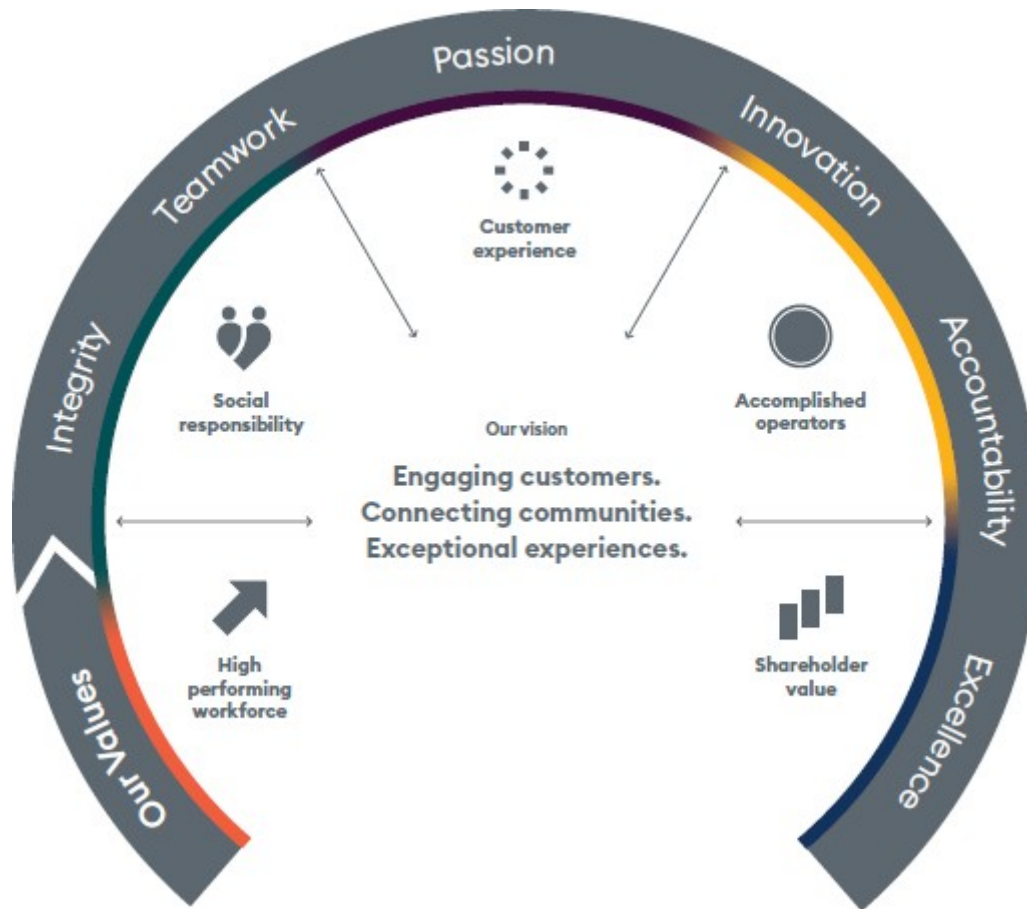 Our Values
Integrity
Teamwork
Passion
Innovation
Accountability
Excellence
Customer
experience
Social
responsibility
Accomplished
operators
Our vision
Engaging customers.
Connecting communities.
Exceptional experiences.
High
performing
workforce
Shareholder
value